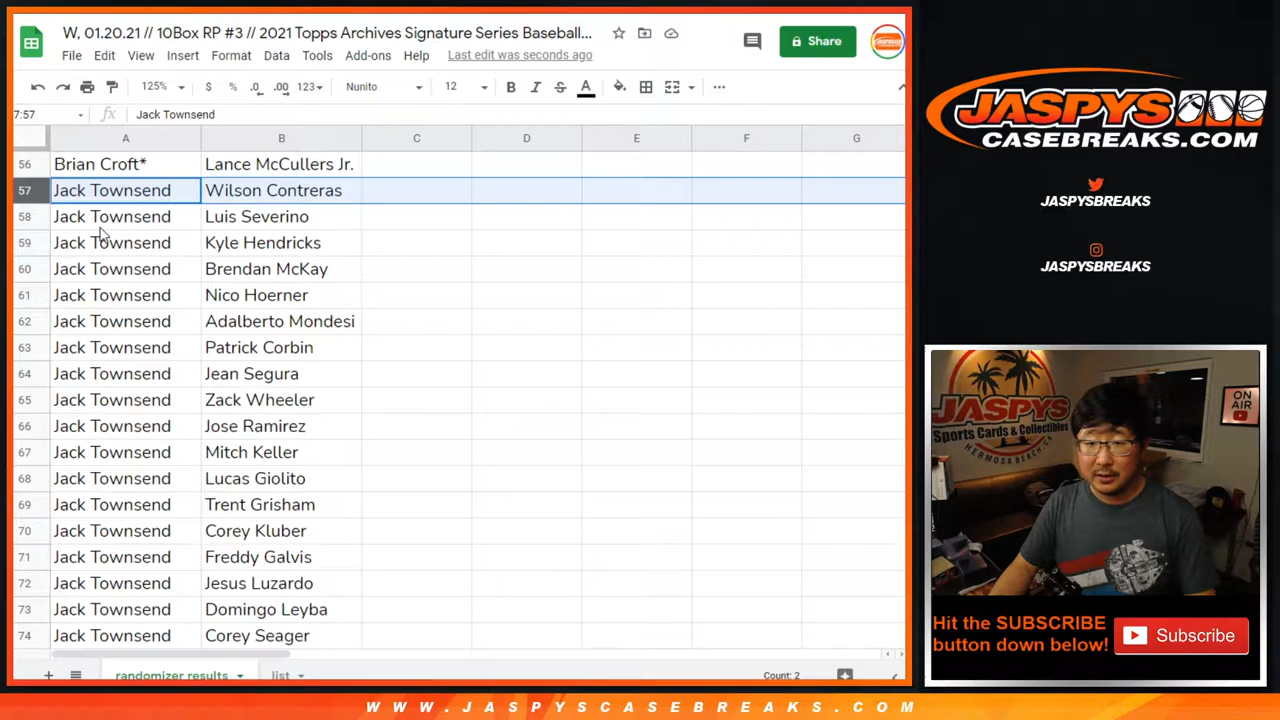 W, 01.20.21 // 10Box RP #3 // 2021 Topps Archives Signature Series Baseball...
Share
File Edit View Insert Format Data Tools Add-ons Help Last edit was seconds ago
125% $ % .0 .00 123 Nunito 12 B I S A
7:57 fx Jack Townsend
A B C D E F G
56 Brian Croft* Lance McCullers Jr.
57 Jack Townsend Wilson Contreras
58 Jack Townsend Luis Severino
59 Jack Townsend Kyle Hendricks
60 Jack Townsend Brendan McKay
61 Jack Townsend Nico Hoerner
62 Jack Townsend Adalberto Mondesi
63 Jack Townsend Patrick Corbin
64 Jack Townsend Jean Segura
65 Jack Townsend Zack Wheeler
66 Jack Townsend Jose Ramirez
67 Jack Townsend Mitch Keller
68 Jack Townsend Lucas Giolito
69 Jack Townsend Trent Grisham
70 Jack Townsend Corey Kluber
71 Jack Townsend Freddy Galvis
72 Jack Townsend Jesus Luzardo
73 Jack Townsend Domingo Leyba
74 Jack Townsend Corey Seager
randomizer results list Count: 2
JASPYS
CASEBREAKS.COM
JASPYSBREAKS
JASPYSBREAKS
JASPYS
Sports Cards & Collectibles
HERMOSA BEACH, CA
ON AIR
Hit the SUBSCRIBE
button down below!
Subscribe
WWW.JASPYSCASEBREAKS.COM